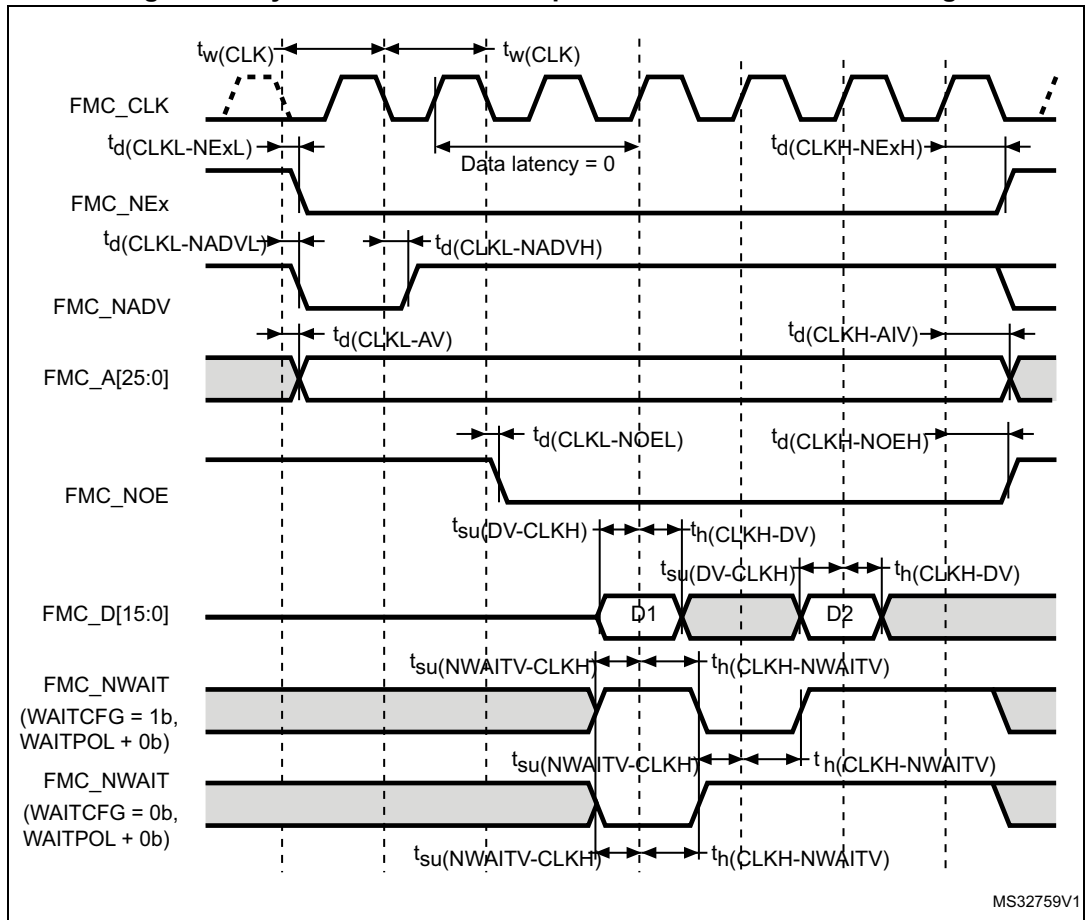 tw(CLK)
tw(CLK)
FMC_CLK
td(CLKL-NExL)
Data latency = 0
td(CLKH-NExH)
FMC_NEx
td(CLKL-NADVL)
td(CLKL-NADVH)
FMC_NADV
td(CLKL-AV)
td(CLKH-AIV)
FMC_A[25:0]
td(CLKL-NOEL)
td(CLKH-NOEH)
FMC_NOE
tsu(DV-CLKH)
th(CLKH-DV)
tsu(DV-CLKH)
th(CLKH-DV)
FMC_D[15:0]
D1
D2
tsu(NWAITV-CLKH)
th(CLKH-NWAITV)
FMC_NWAIT
(WAITCFG = 1b,
WAITPOL + 0b)
tsu(NWAITV-CLKH)
t h(CLKH-NWAITV)
FMC_NWAIT
(WAITCFG = 0b,
WAITPOL + 0b)
tsu(NWAITV-CLKH)
th(CLKH-NWAITV)
MS32759V1